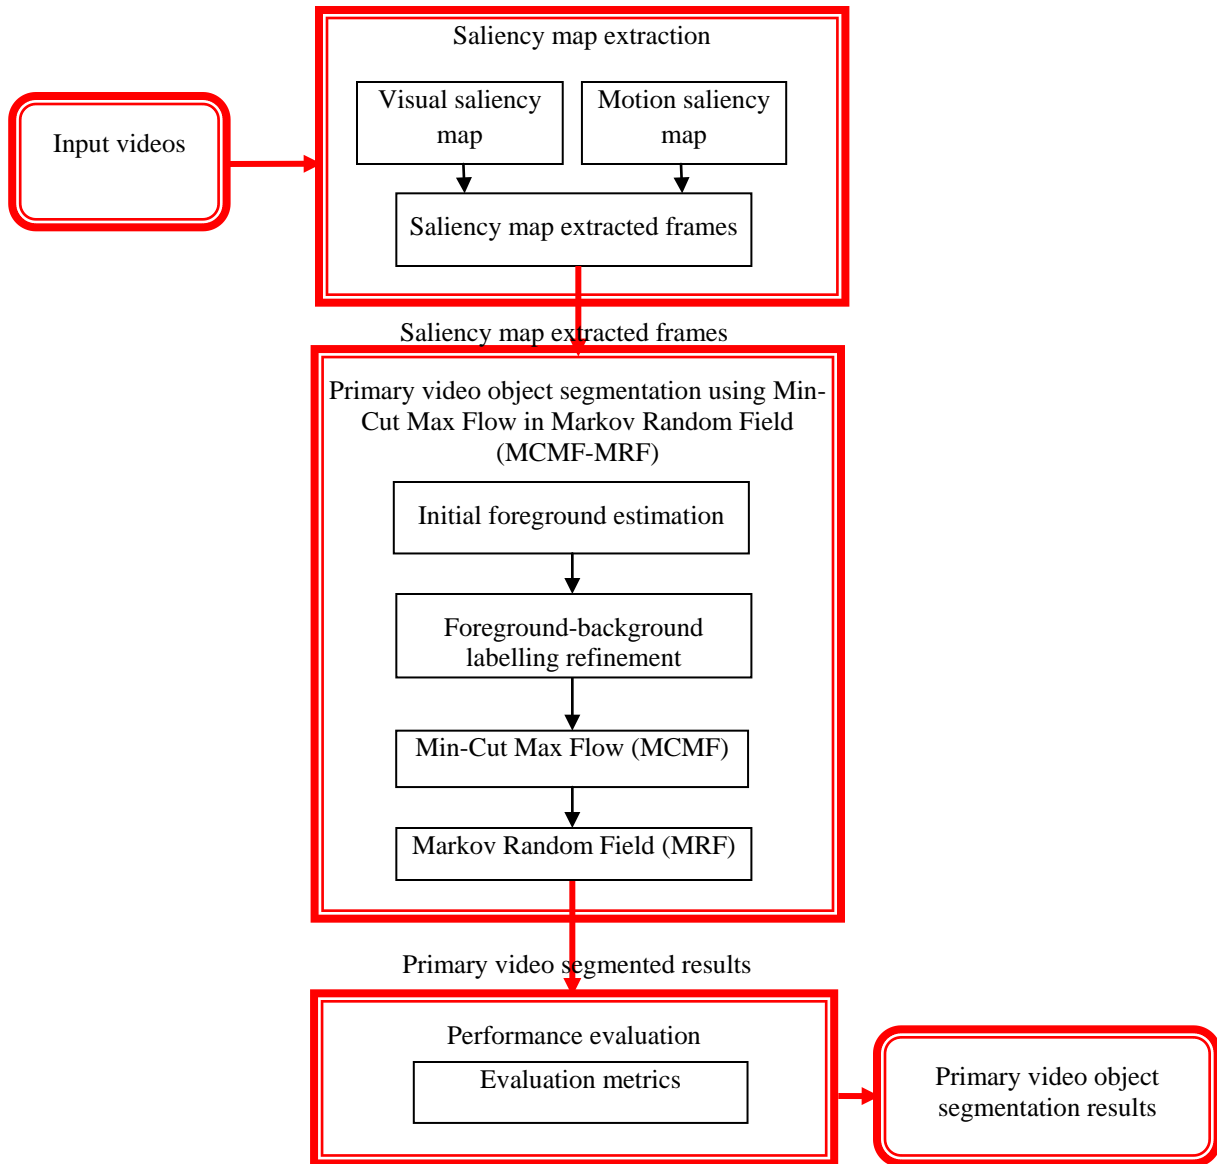 Saliency map extraction
Input videos
Visual saliency
map
Motion saliency
map
Saliency map extracted frames
Saliency map extracted frames
Primary video object segmentation using Min-
Cut Max Flow in Markov Random Field
(MCMF-MRF)
Initial foreground estimation
Foreground-background
labelling refinement
Min-Cut Max Flow (MCMF)
Markov Random Field (MRF)
Primary video segmented results
Performance evaluation
Evaluation metrics
Primary video object
segmentation results